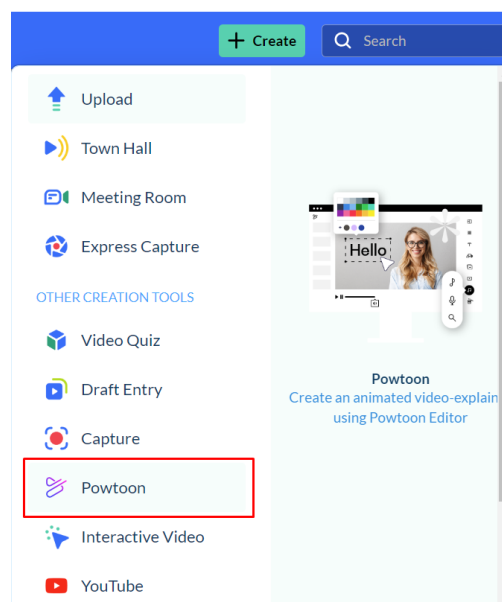 + Create
Search
Upload
Town Hall
Meeting Room
Express Capture
OTHER CREATION TOOLS
Video Quiz
Draft Entry
Capture
Powtoon
Interactive Video
YouTube
Hello
Powtoon
Create an animated video-explain
using Powtoon Editor